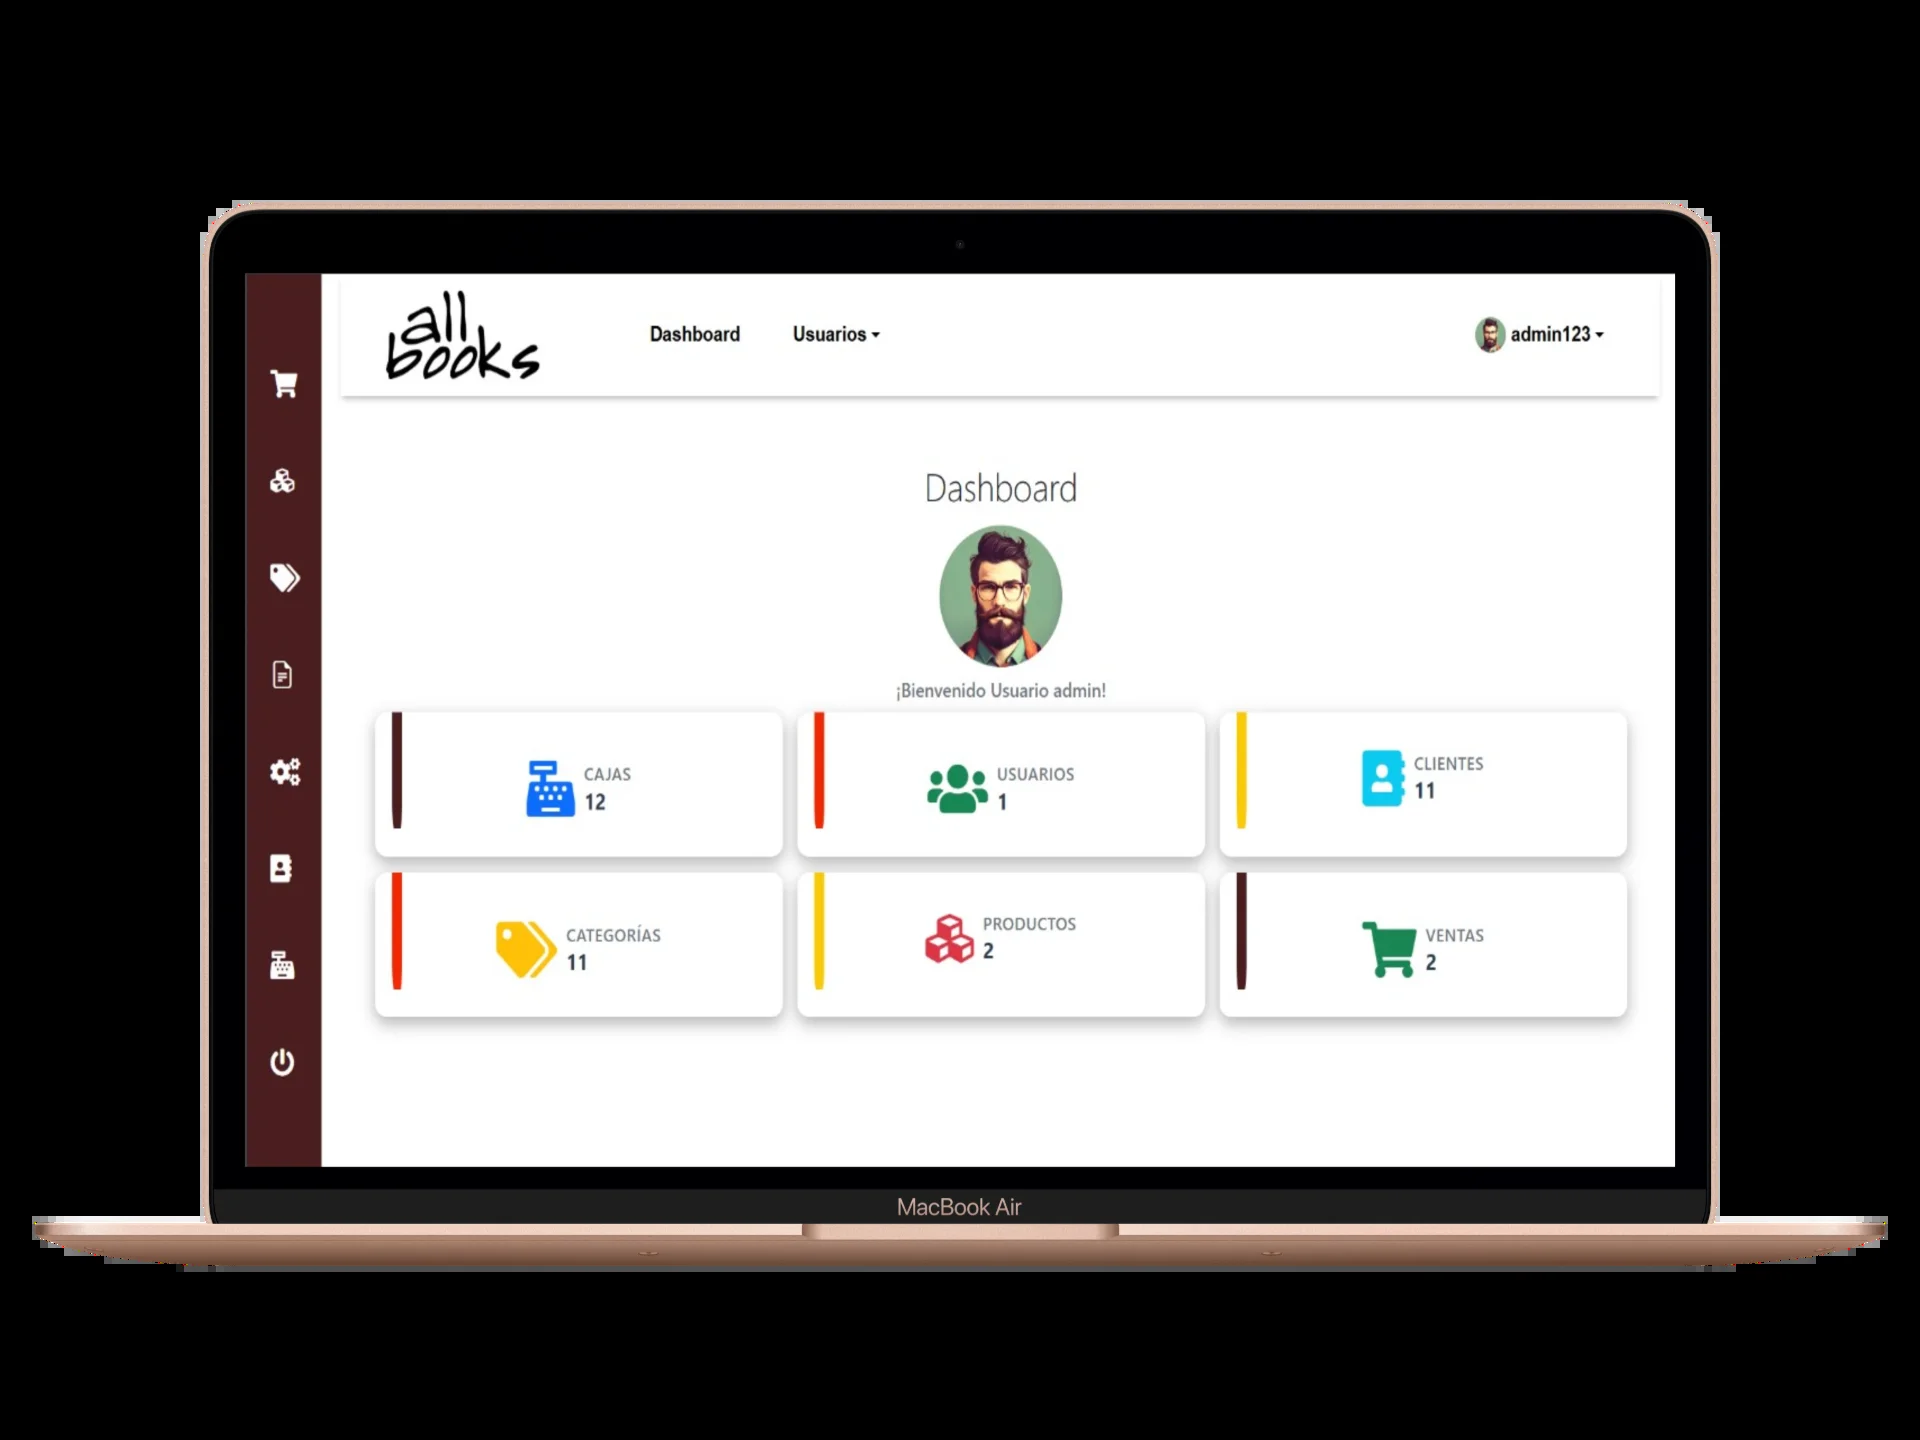 all
books
Dashboard
Usuarios
admin123
Dashboard
¡Bienvenido Usuario admin!
CAJAS
12
USUARIOS
1
CLIENTES
11
CATEGORÍAS
11
PRODUCTOS
2
VENTAS
2
MacBook Air